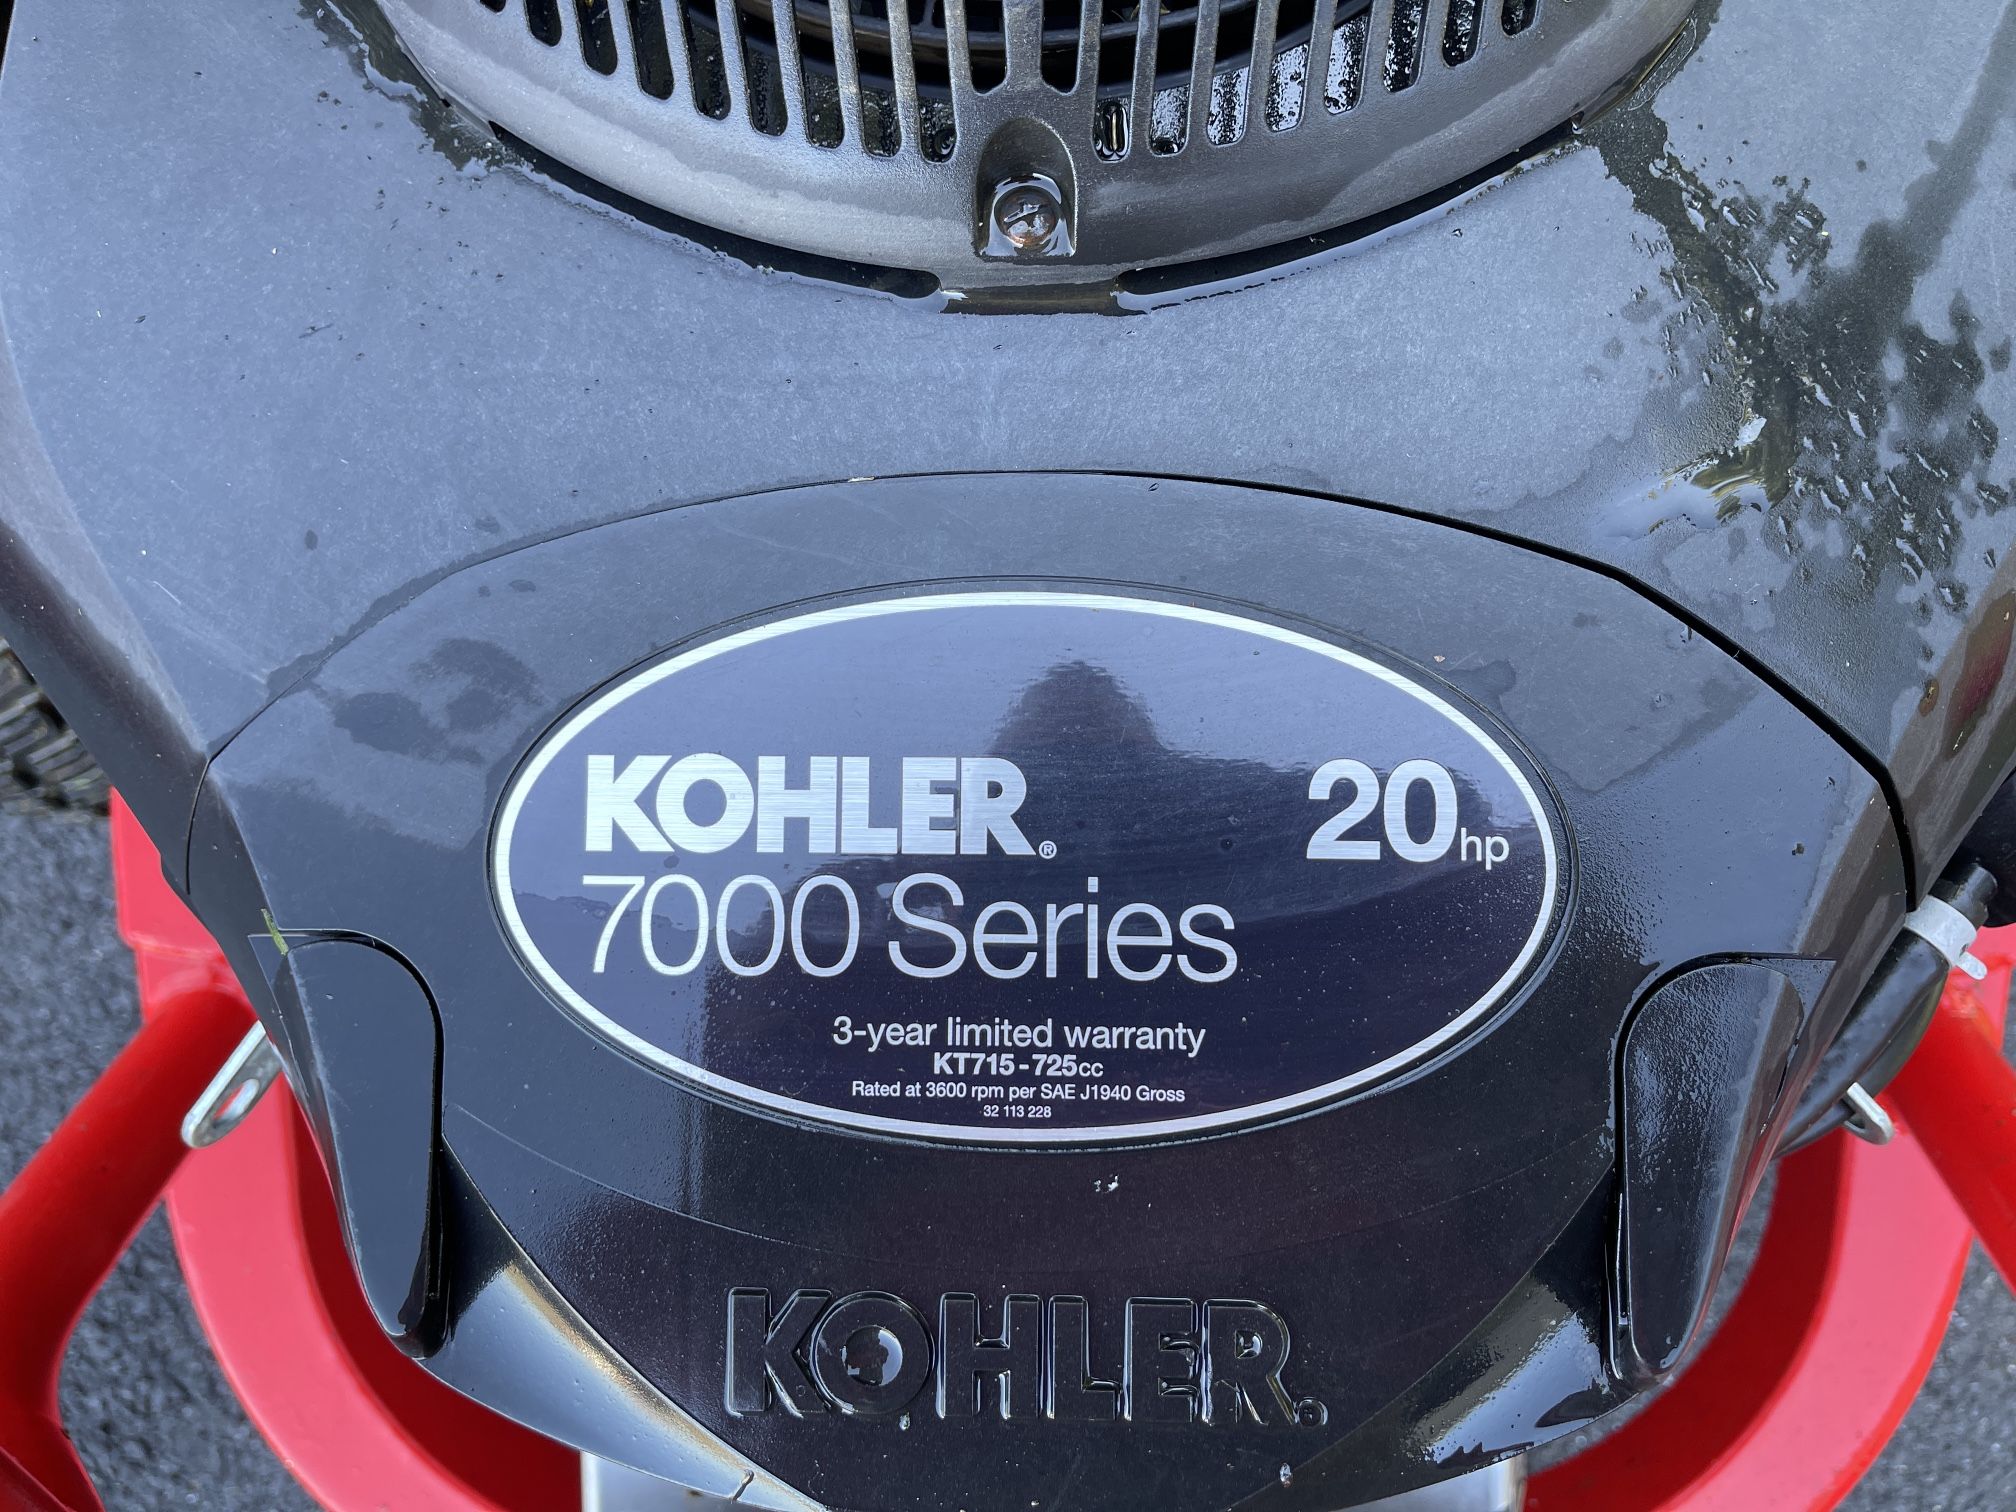 KOHLER® 20hp
7000 Series
3-year limited warranty
KT715-725cc
Rated at 3600 rpm per SAE J1940 Gross
32 113 228
KOHLER®